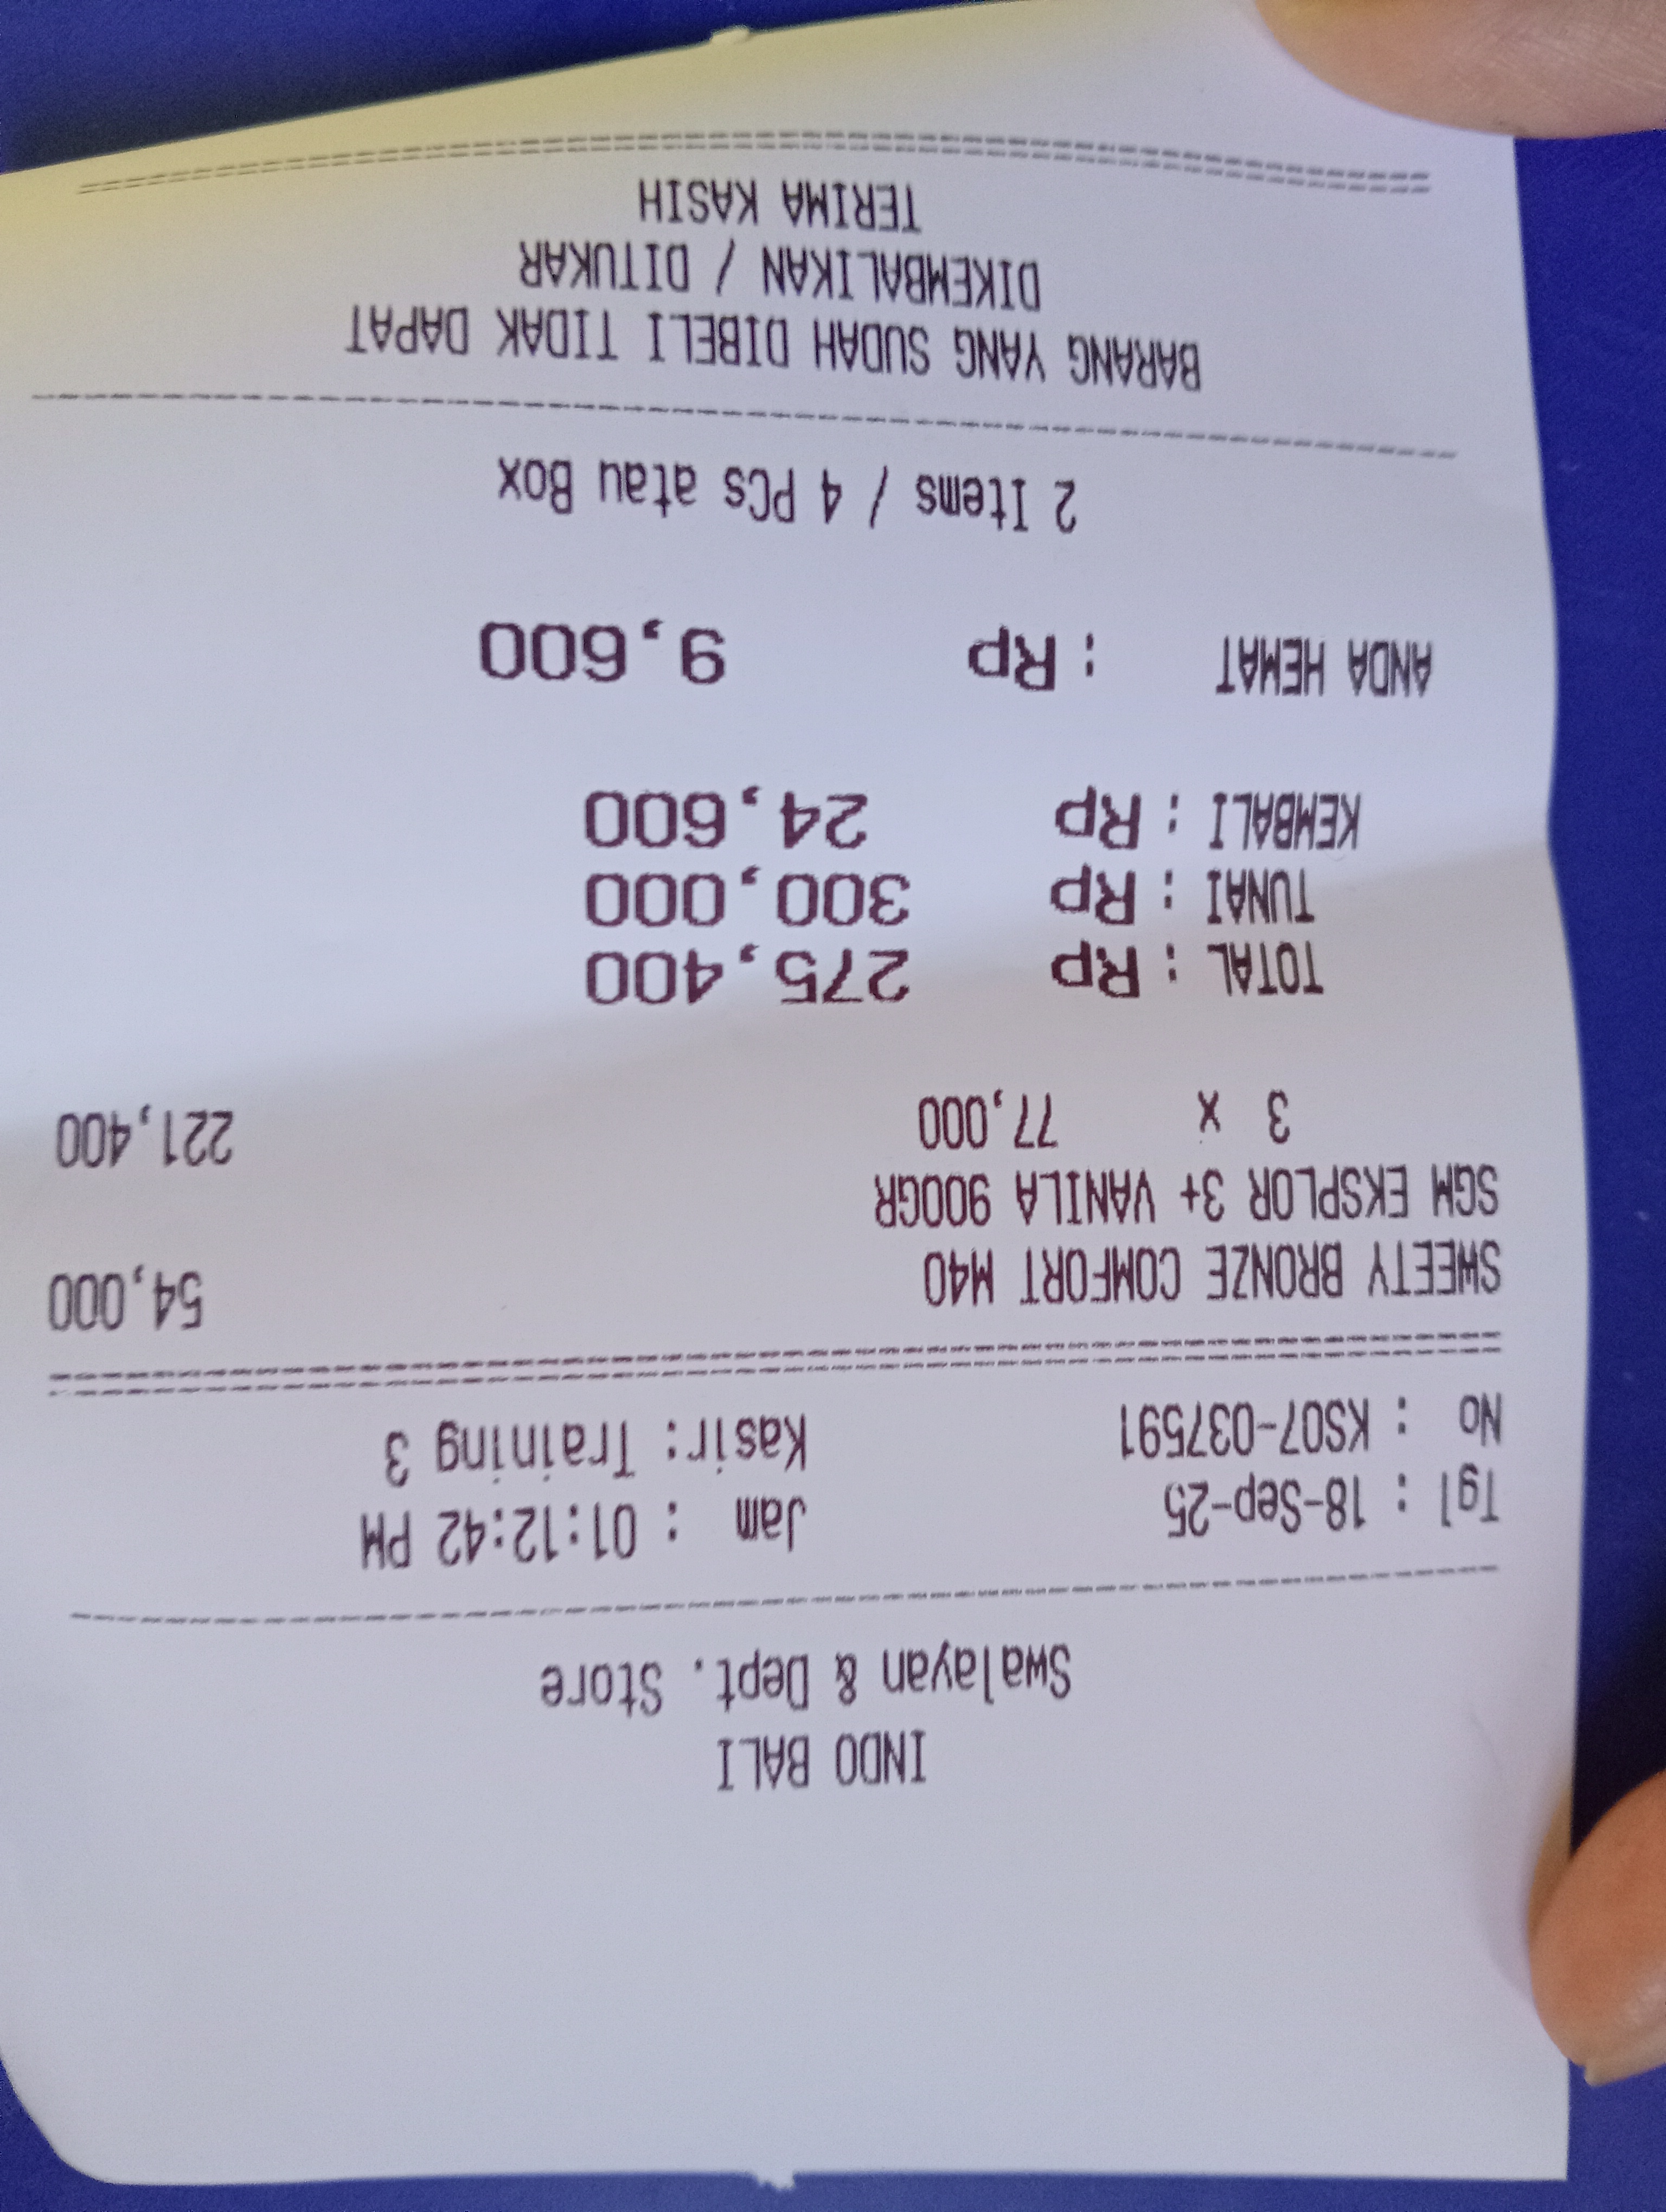 INDO BALI
Swalayan & Dept. Store
Tgl : 18-Sep-25 Jam : 01:12:42 PM
No : KS07-037591 Kasir: Training 3
SWEETY BRONZE COMFORT M40 54,000
SGM EKSPLOR 3+ VANILA 900GR
3 x 77,000 221,400
TOTAL : Rp 275,400
TUNAI : Rp 300,000
KEMBALI : Rp 24,600
ANDA HEMAT : Rp 9,600
2 Items / 4 PCs atau Box
BARANG YANG SUDAH DIBELI TIDAK DAPAT
DIKEMBALIKAN / DITUKAR
TERIMA KASIH